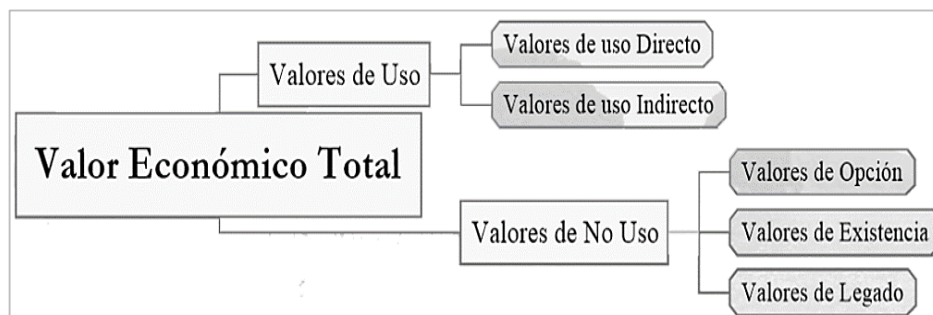 Valor Económico Total
Valores de Uso
Valores de uso Directo
Valores de uso Indirecto
Valores de No Uso
Valores de Opción
Valores de Existencia
Valores de Legado